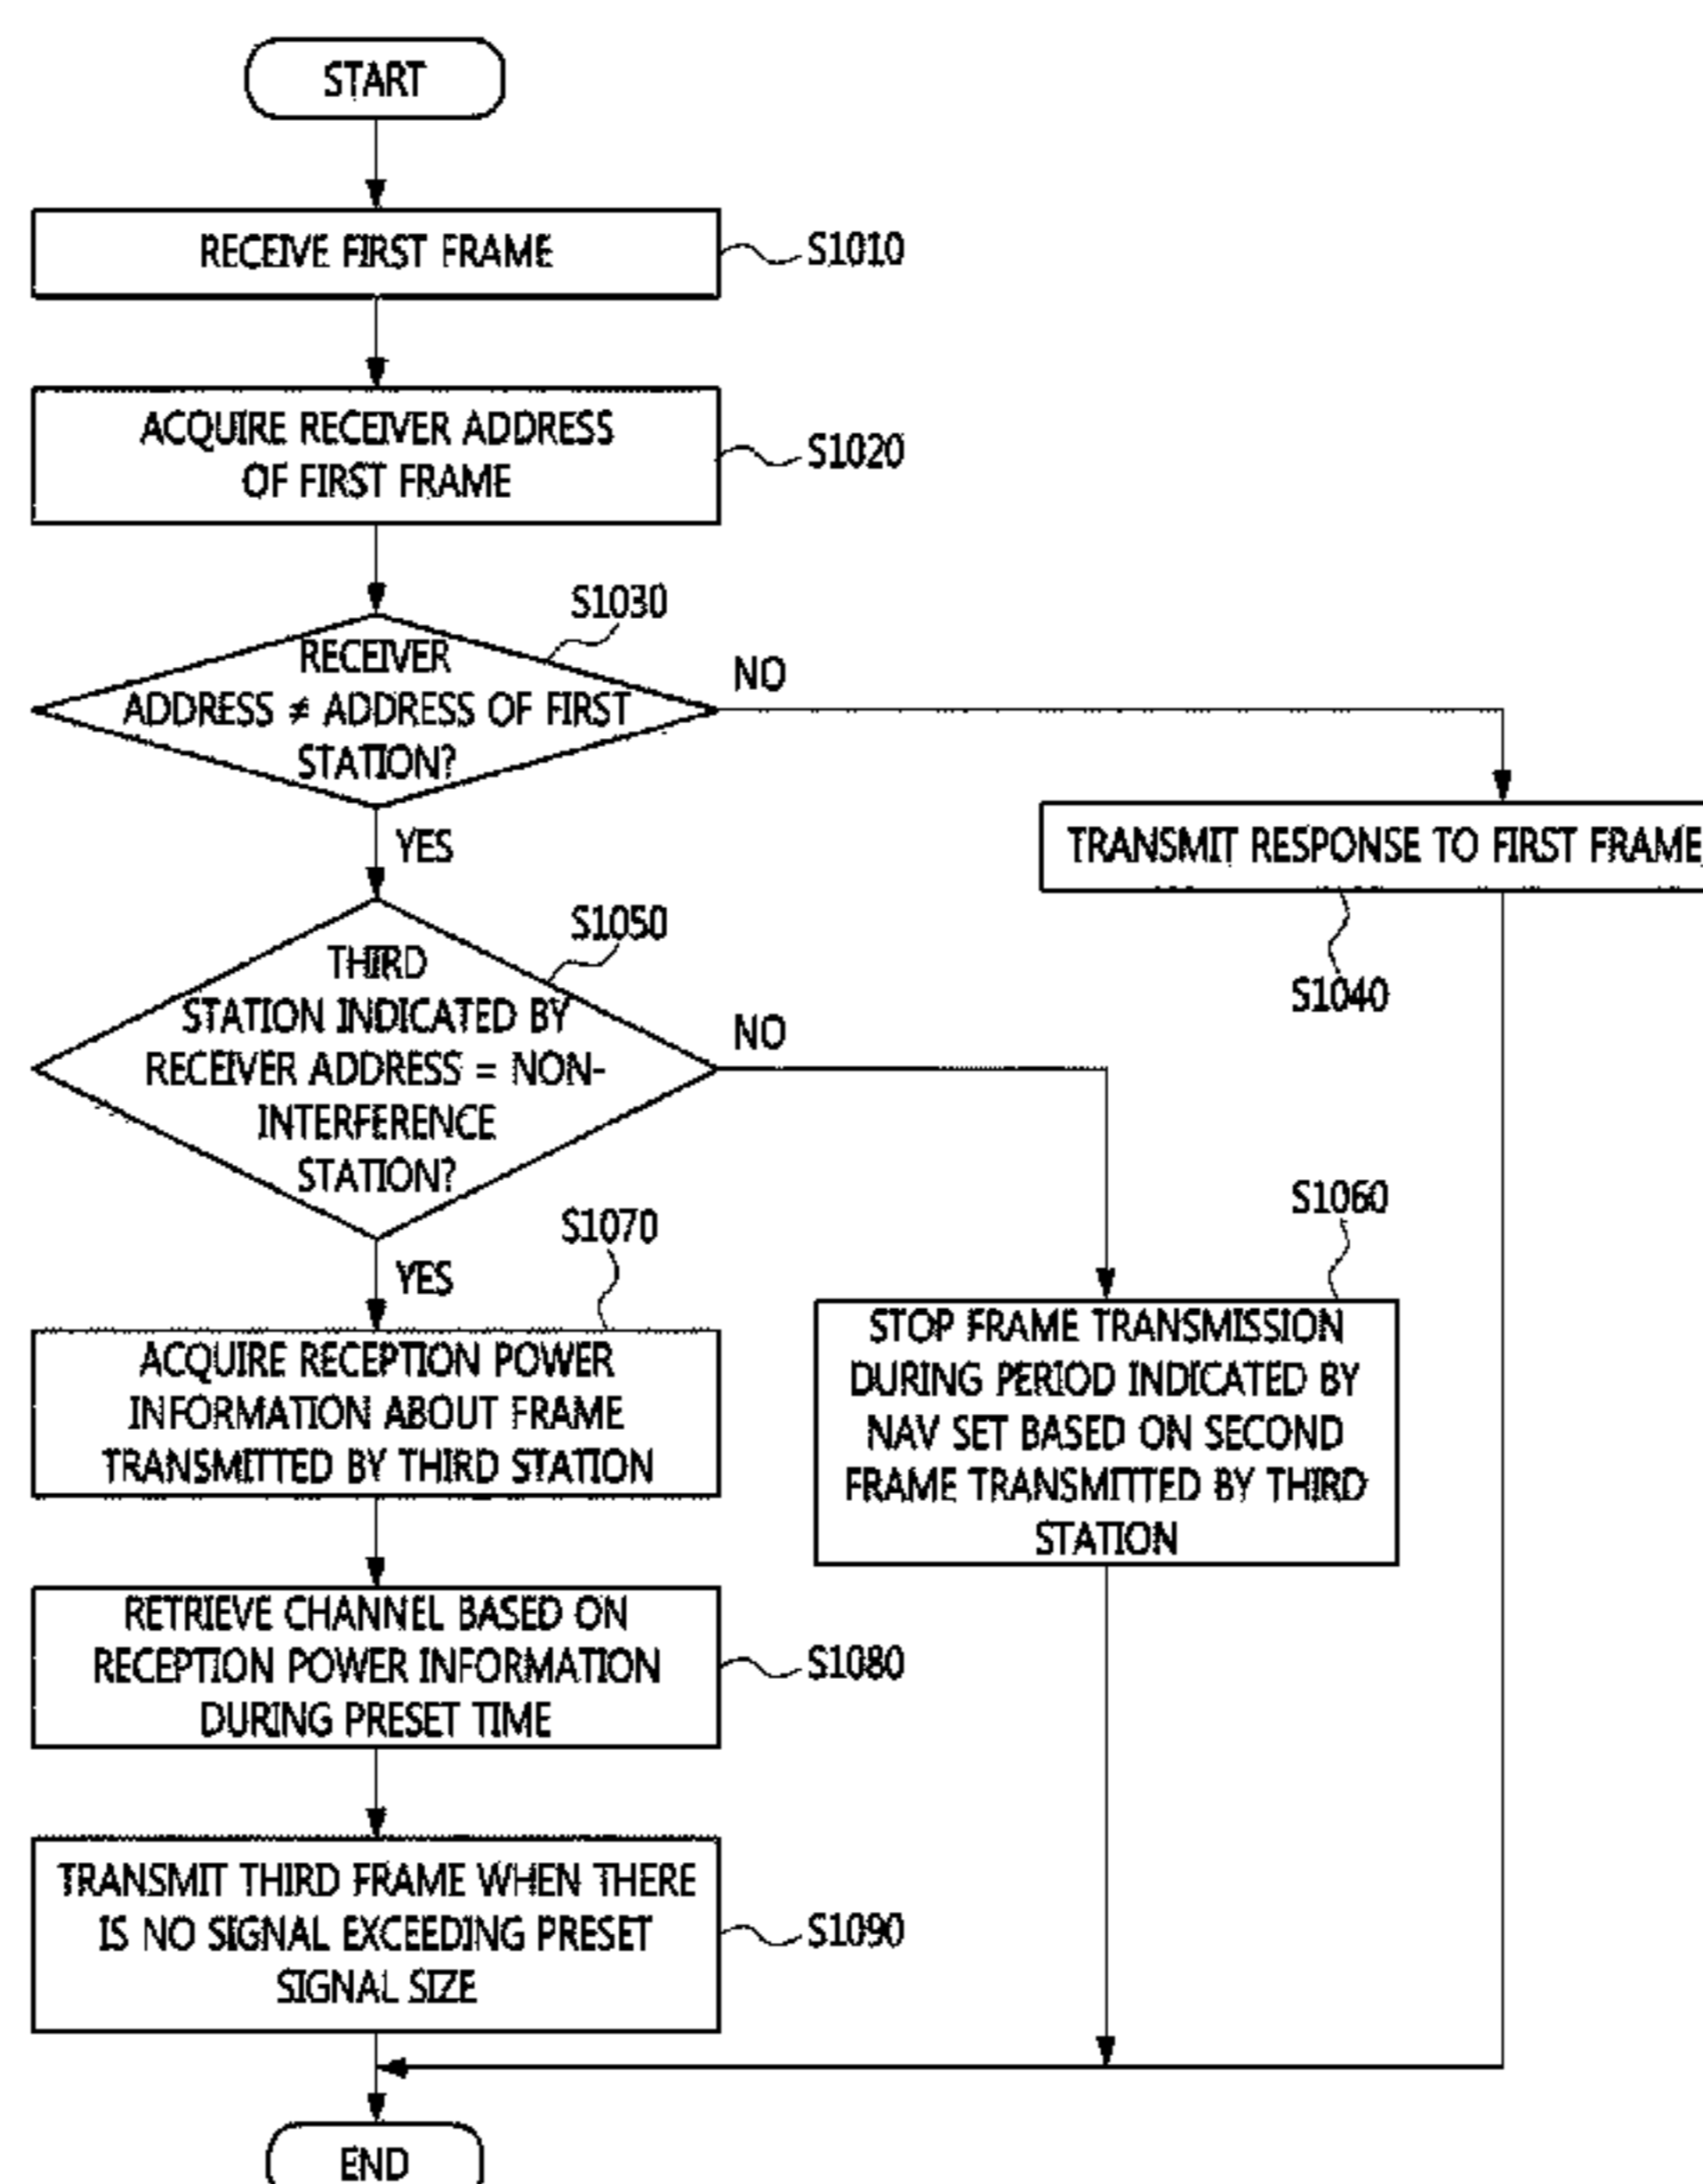 START
RECEIVE FIRST FRAME
S1010
ACQUIRE RECEIVER ADDRESS
OF FIRST FRAME
S1020
S1030
RECEIVER
ADDRESS ≠ ADDRESS OF FIRST
STATION?
NO
YES
TRANSMIT RESPONSE TO FIRST FRAME
S1040
S1050
THIRD
STATION INDICATED BY
RECEIVER ADDRESS = NON-
INTERFERENCE
STATION?
NO
YES
S1060
STOP FRAME TRANSMISSION
DURING PERIOD INDICATED BY
NAV SET BASED ON SECOND
FRAME TRANSMITTED BY THIRD
STATION
S1070
ACQUIRE RECEPTION POWER
INFORMATION ABOUT FRAME
TRANSMITTED BY THIRD STATION
RETRIEVE CHANNEL BASED ON
RECEPTION POWER INFORMATION
DURING PRESET TIME
S1080
TRANSMIT THIRD FRAME WHEN THERE
IS NO SIGNAL EXCEEDING PRESET
SIGNAL SIZE
S1090
END